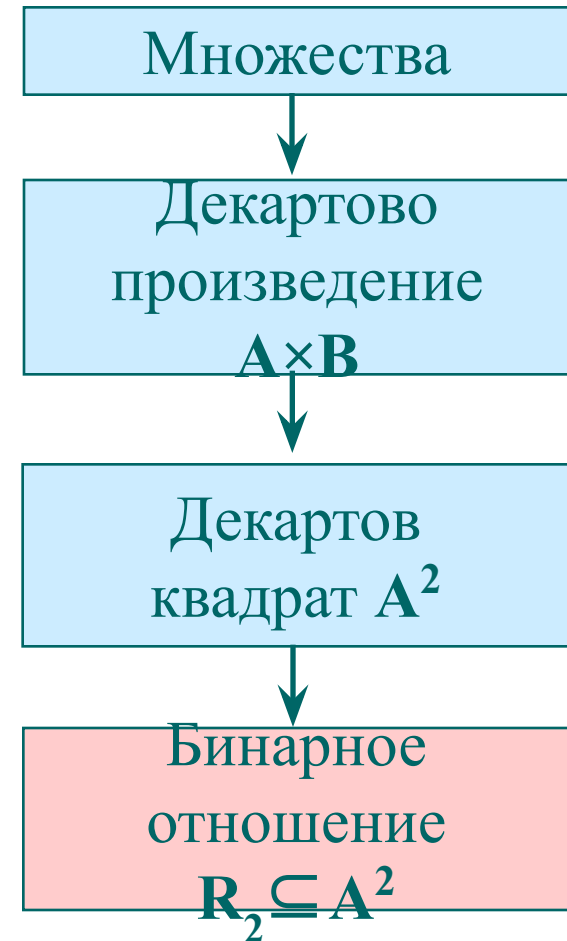 Множества
Декартово
произведение
A×B
Декартов
квадрат A²
Бинарное
отношение
R₂⊆A²